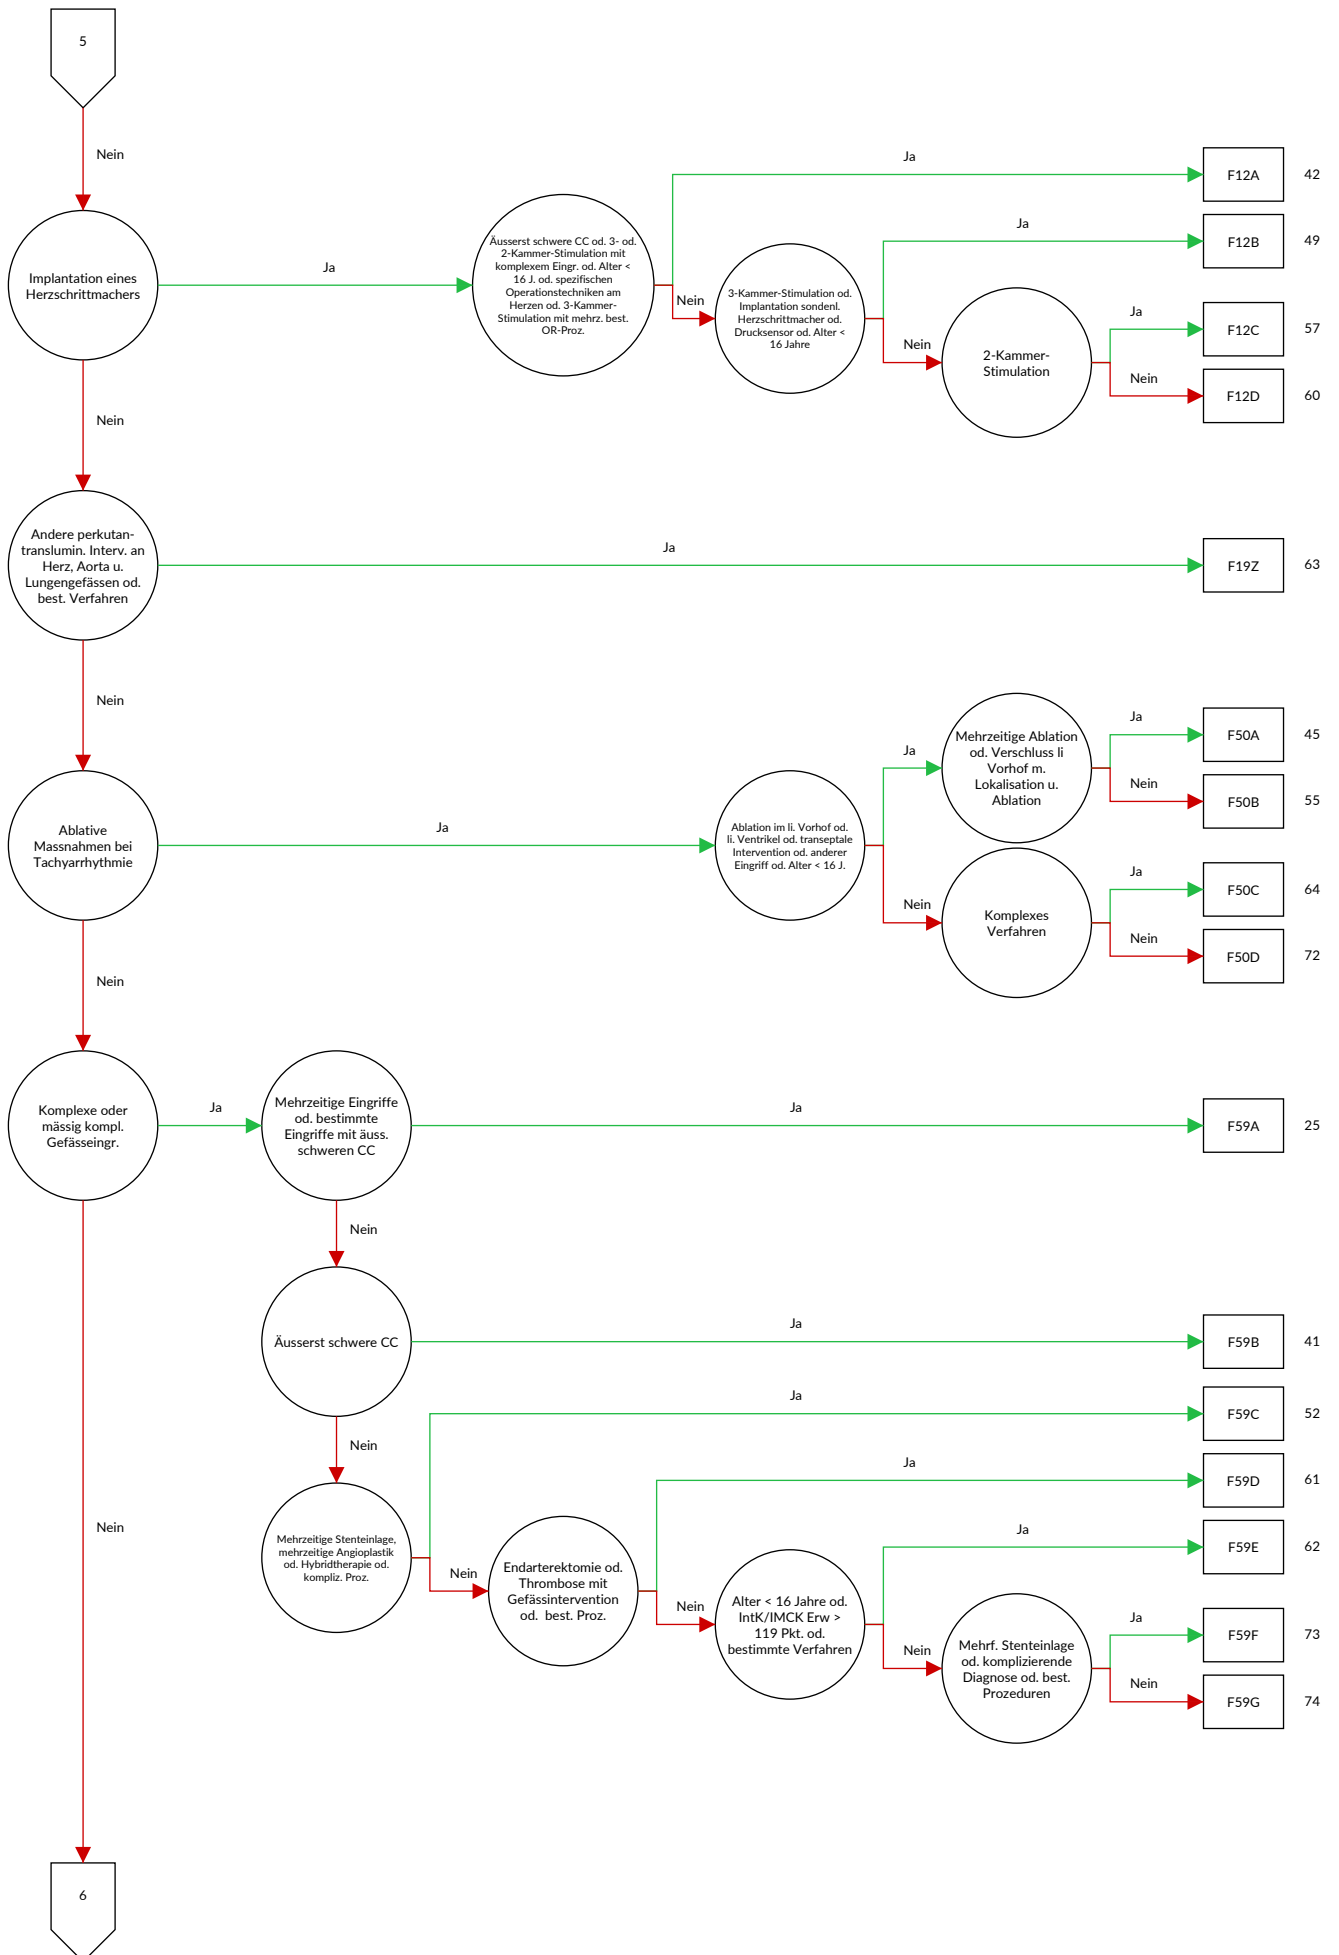 5
Nein
Implantation eines
Herzschrittmachers
Ja
Äusserst schwere CC od. 3- od.
2-Kammer-Stimulation mit
komplexem Eingr. od. Alter <
16 J. od. spezifischen
Operationstechniken am
Herzen od. 3-Kammer-
Stimulation mit mehrz. best.
OR-Proz.
Ja
F12A
42
Nein
3-Kammer-Stimulation od.
Implantation sondenl.
Herzschrittmacher od.
Drucksensor od. Alter <
16 Jahre
Ja
F12B
49
Nein
2-Kammer-
Stimulation
Ja
F12C
57
Nein
F12D
60
Nein
Andere perkutan-
translumin. Interv. an
Herz, Aorta u.
Lungengefässen od.
best. Verfahren
Ja
F19Z
63
Nein
Ablative
Massnahmen bei
Tachyarrhythmie
Ja
Ablation im li. Vorhof od.
li. Ventrikel od. transeptale
Intervention od. anderer
Eingriff od. Alter < 16 J.
Ja
Mehrzeitige Ablation
od. Verschluss li
Vorhof m.
Lokalisation u.
Ablation
Ja
F50A
45
Nein
F50B
55
Nein
Komplexes
Verfahren
Ja
F50C
64
Nein
F50D
72
Nein
Komplexe oder
mässig kompl.
Gefässeingr.
Ja
Mehrzeitige Eingriffe
od. bestimmte
Eingriffe mit äuss.
schweren CC
Ja
F59A
25
Nein
Äusserst schwere CC
Ja
F59B
41
Nein
Mehrzeitige Stenteinlage,
mehrzeitige Angioplastik
od. Hybridtherapie od.
kompliz. Proz.
Ja
F59C
52
Nein
Endarterektomie od.
Thrombose mit
Gefässintervention
od. best. Proz.
Ja
F59D
61
Nein
Alter < 16 Jahre od.
IntK/IMCK Erw >
119 Pkt. od.
bestimmte Verfahren
Ja
F59E
62
Nein
Mehrf. Stenteinlage
od. komplizierende
Diagnose od. best.
Prozeduren
Ja
F59F
73
Nein
F59G
74
Nein
6